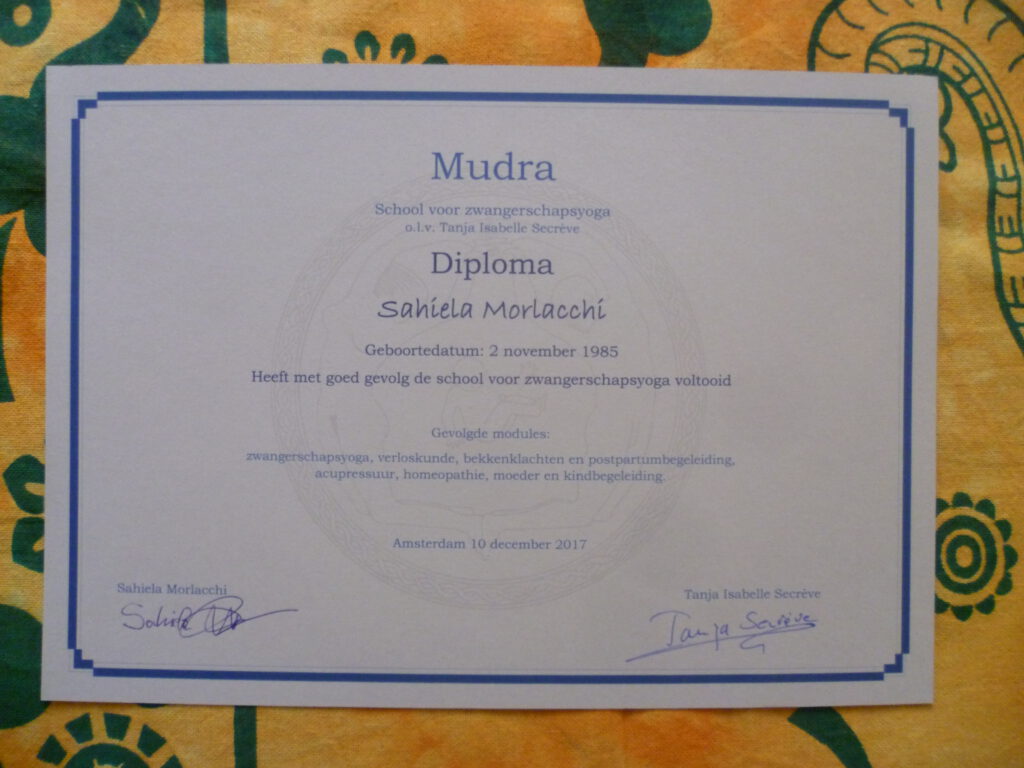 Mudra
School voor zwangerschapsyoga
o.l.v. Tanja Isabelle Secrève
Diploma
Sahiela Morlacchi
Geboortedatum: 2 november 1985
Heeft met goed gevolg de school voor zwangerschapsyoga voltooid
Gevolgde modules:
zwangerschapsyoga, verloskunde, bekkenklachten en postpartumbegeleiding,
acupressuur, homeopathie, moeder en kindbegeleiding.
Amsterdam 10 december 2017
Sahiela Morlacchi
Tanja Isabelle Secrève
Tanja Secrève